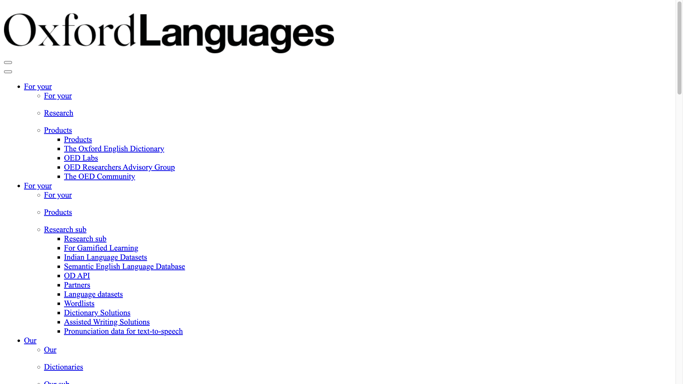 OxfordLanguages
For your
For your
Research
Products
Products
The Oxford English Dictionary
OED Labs
OED Researchers Advisory Group
The OED Community
For your
For your
Products
Research sub
Research sub
For Gamified Learning
Indian Language Datasets
Semantic English Language Database
OD API
Partners
Language datasets
Wordlists
Dictionary Solutions
Assisted Writing Solutions
Pronunciation data for text-to-speech
Our
Our
Dictionaries
Our sub